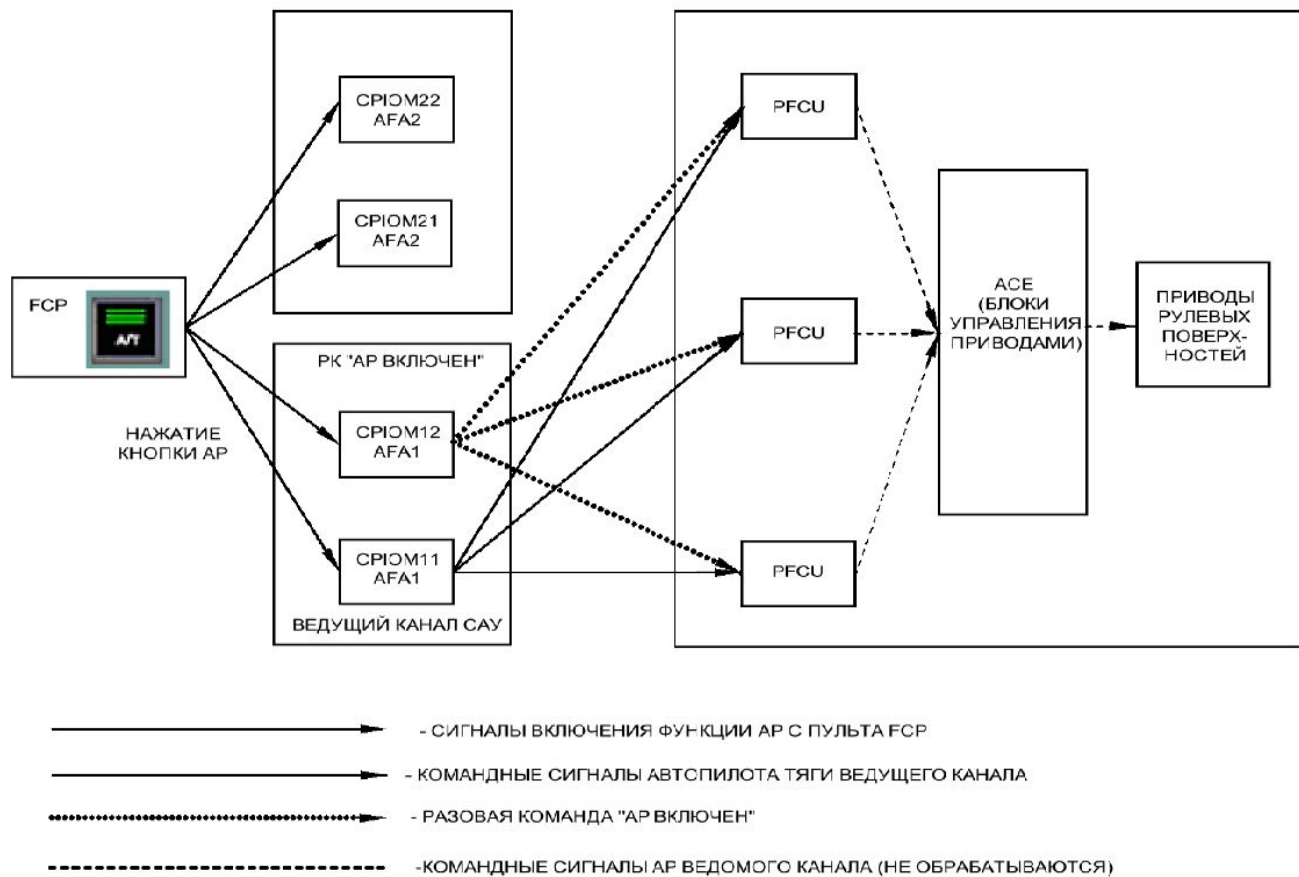 CPIOM22
AFA2
CPIOM21
AFA2
FCP
АП
НАЖАТИЕ
КНОПКИ АР
РК "АР ВКЛЮЧЕН"
CPIOM12
AFA1
CPIOM11
AFA1
ВЕДУЩИЙ КАНАЛ САУ
PFCU
PFCU
PFCU
ACE
(БЛОКИ
УПРАВЛЕНИЯ
ПРИВОДАМИ)
ПРИВОДЫ
РУЛЕВЫХ
ПОВЕРХ-
НОСТЕЙ
- СИГНАЛЫ ВКЛЮЧЕНИЯ ФУНКЦИИ АР С ПУЛЬТА FCP
- КОМАНДНЫЕ СИГНАЛЫ АВТОПИЛОТА ТЯГИ ВЕДУЩЕГО КАНАЛА
- РАЗОВАЯ КОМАНДА "АР ВКЛЮЧЕН"
-КОМАНДНЫЕ СИГНАЛЫ АР ВЕДОМОГО КАНАЛА (НЕ ОБРАБАТЫВАЮТСЯ)